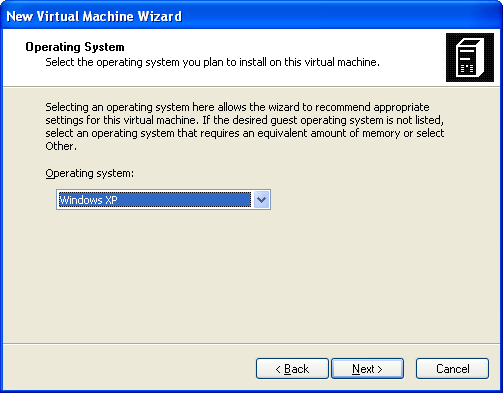 New Virtual Machine Wizard
Operating System
Select the operating system you plan to install on this virtual machine.
Selecting an operating system here allows the wizard to recommend appropriate
settings for this virtual machine. If the desired guest operating system is not listed,
select an operating system that requires an equivalent amount of memory or select
Other.
Operating system:
Windows XP
< Back
Next >
Cancel